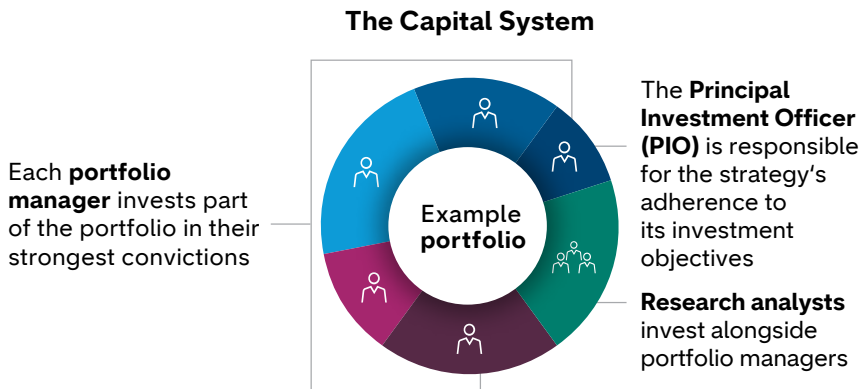 The Capital System
Each portfolio
manager invests part
of the portfolio in their
strongest convictions
Example
portfolio
The Principal
Investment Officer
(PIO) is responsible
for the strategy‘s
adherence to
its investment
objectives
Research analysts
invest alongside
portfolio managers